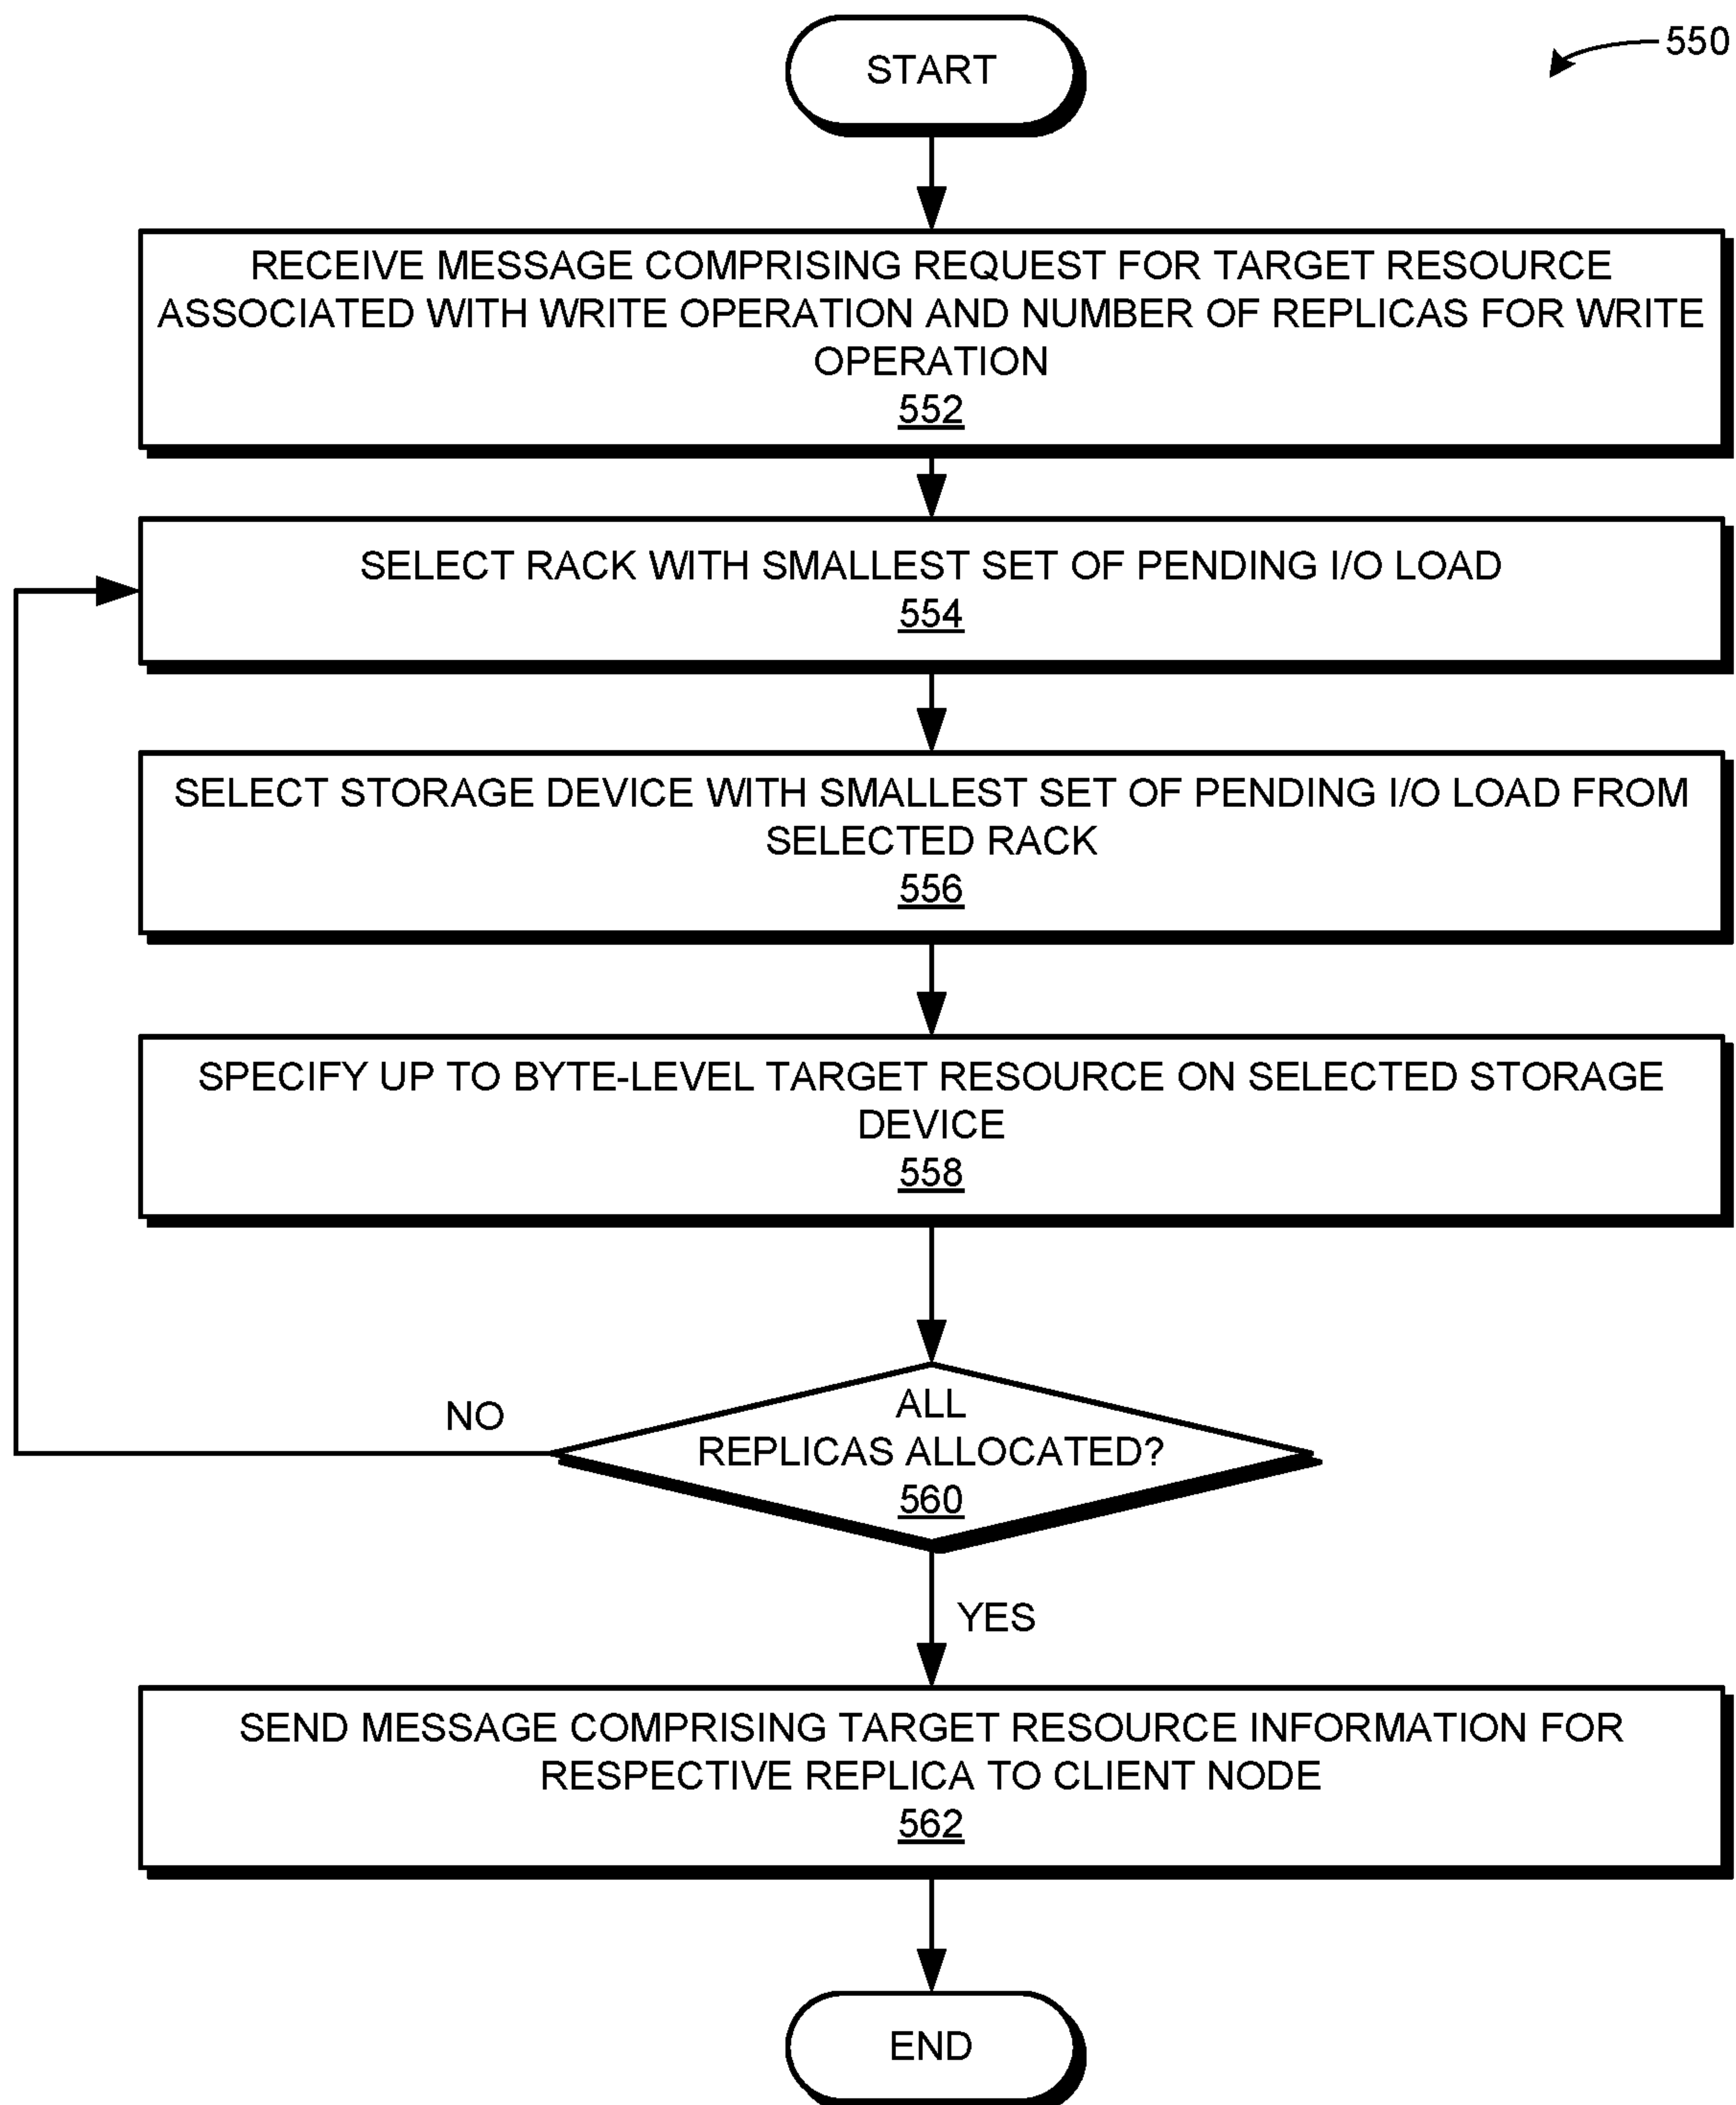 START
550
RECEIVE MESSAGE COMPRISING REQUEST FOR TARGET RESOURCE
ASSOCIATED WITH WRITE OPERATION AND NUMBER OF REPLICAS FOR WRITE
OPERATION
552
SELECT RACK WITH SMALLEST SET OF PENDING I/O LOAD
554
SELECT STORAGE DEVICE WITH SMALLEST SET OF PENDING I/O LOAD FROM
SELECTED RACK
556
SPECIFY UP TO BYTE-LEVEL TARGET RESOURCE ON SELECTED STORAGE
DEVICE
558
ALL
REPLICAS ALLOCATED?
560
NO
YES
SEND MESSAGE COMPRISING TARGET RESOURCE INFORMATION FOR
RESPECTIVE REPLICA TO CLIENT NODE
562
END